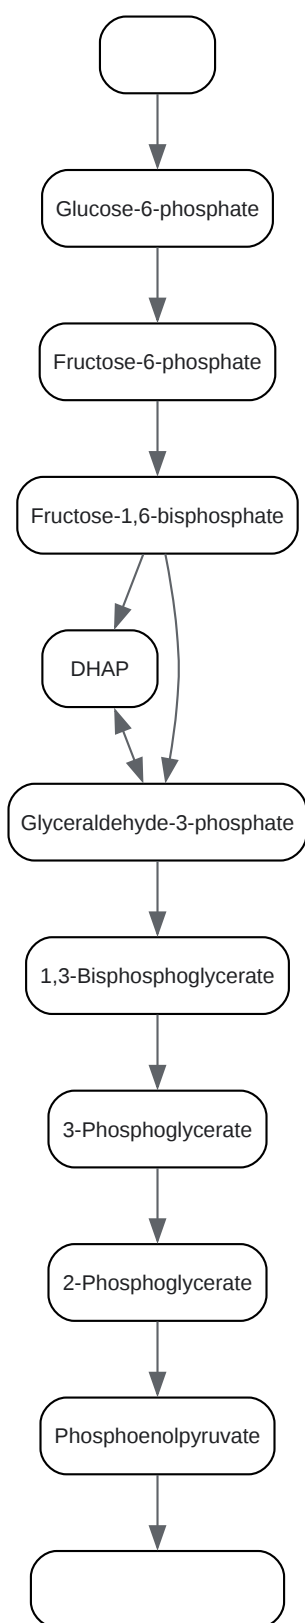 Glucose-6-phosphate
Fructose-6-phosphate
Fructose-1,6-bisphosphate
DHAP
Glyceraldehyde-3-phosphate
1,3-Bisphosphoglycerate
3-Phosphoglycerate
2-Phosphoglycerate
Phosphoenolpyruvate